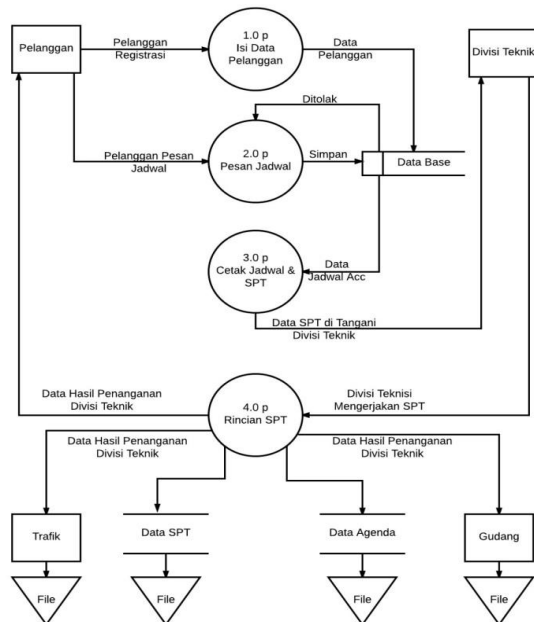 Pelanggan
Pelanggan
Registrasi
1.0 p
Isi Data
Pelanggan
Data
Pelanggan
Divisi Teknik
Ditolak
Pelanggan Pesan
Jadwal
2.0 p
Pesan Jadwal
Simpan
Data Base
3.0 p
Cetak Jadwal &
SPT
Data
Jadwal Acc
Data SPT di Tangani
Divisi Teknik
Data Hasil Penanganan
Divisi Teknik
4.0 p
Rincian SPT
Divisi Teknisi
Mengerjakan SPT
Data Hasil Penanganan
Divisi Teknik
Data Hasil Penanganan
Divisi Teknik
Trafik
Data SPT
Data Agenda
Gudang
File
File
File
File